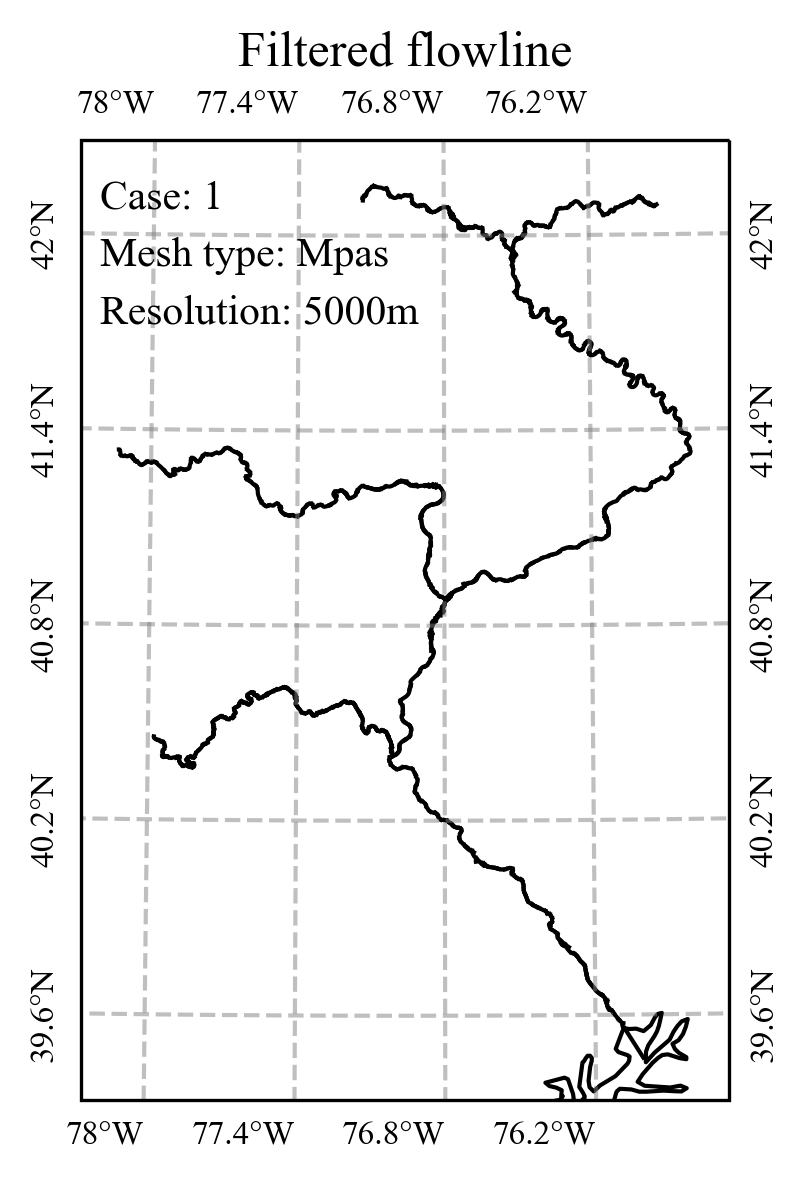 Filtered flowline
78°W 77.4°W 76.8°W 76.2°W
Case: 1
Mesh type: Mpas
Resolution: 5000m
42°N 42°N
41.4°N 41.4°N
40.8°N 40.8°N
40.2°N 40.2°N
39.6°N 39.6°N
78°W 77.4°W 76.8°W 76.2°W